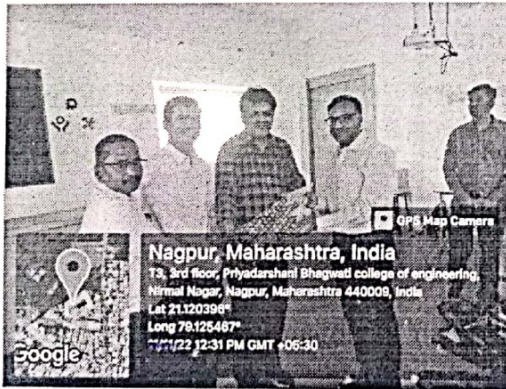 GPS Map Camera
Nagpur, Maharashtra, India
T3, 3rd floor, Priyadarshani Bhagwati college of engineering,
Nirmal Nagar, Nagpur, Maharashtra 440009, India
Lat 21.120396°
Long 79.125467°
12:31 PM GMT +05:30
Google